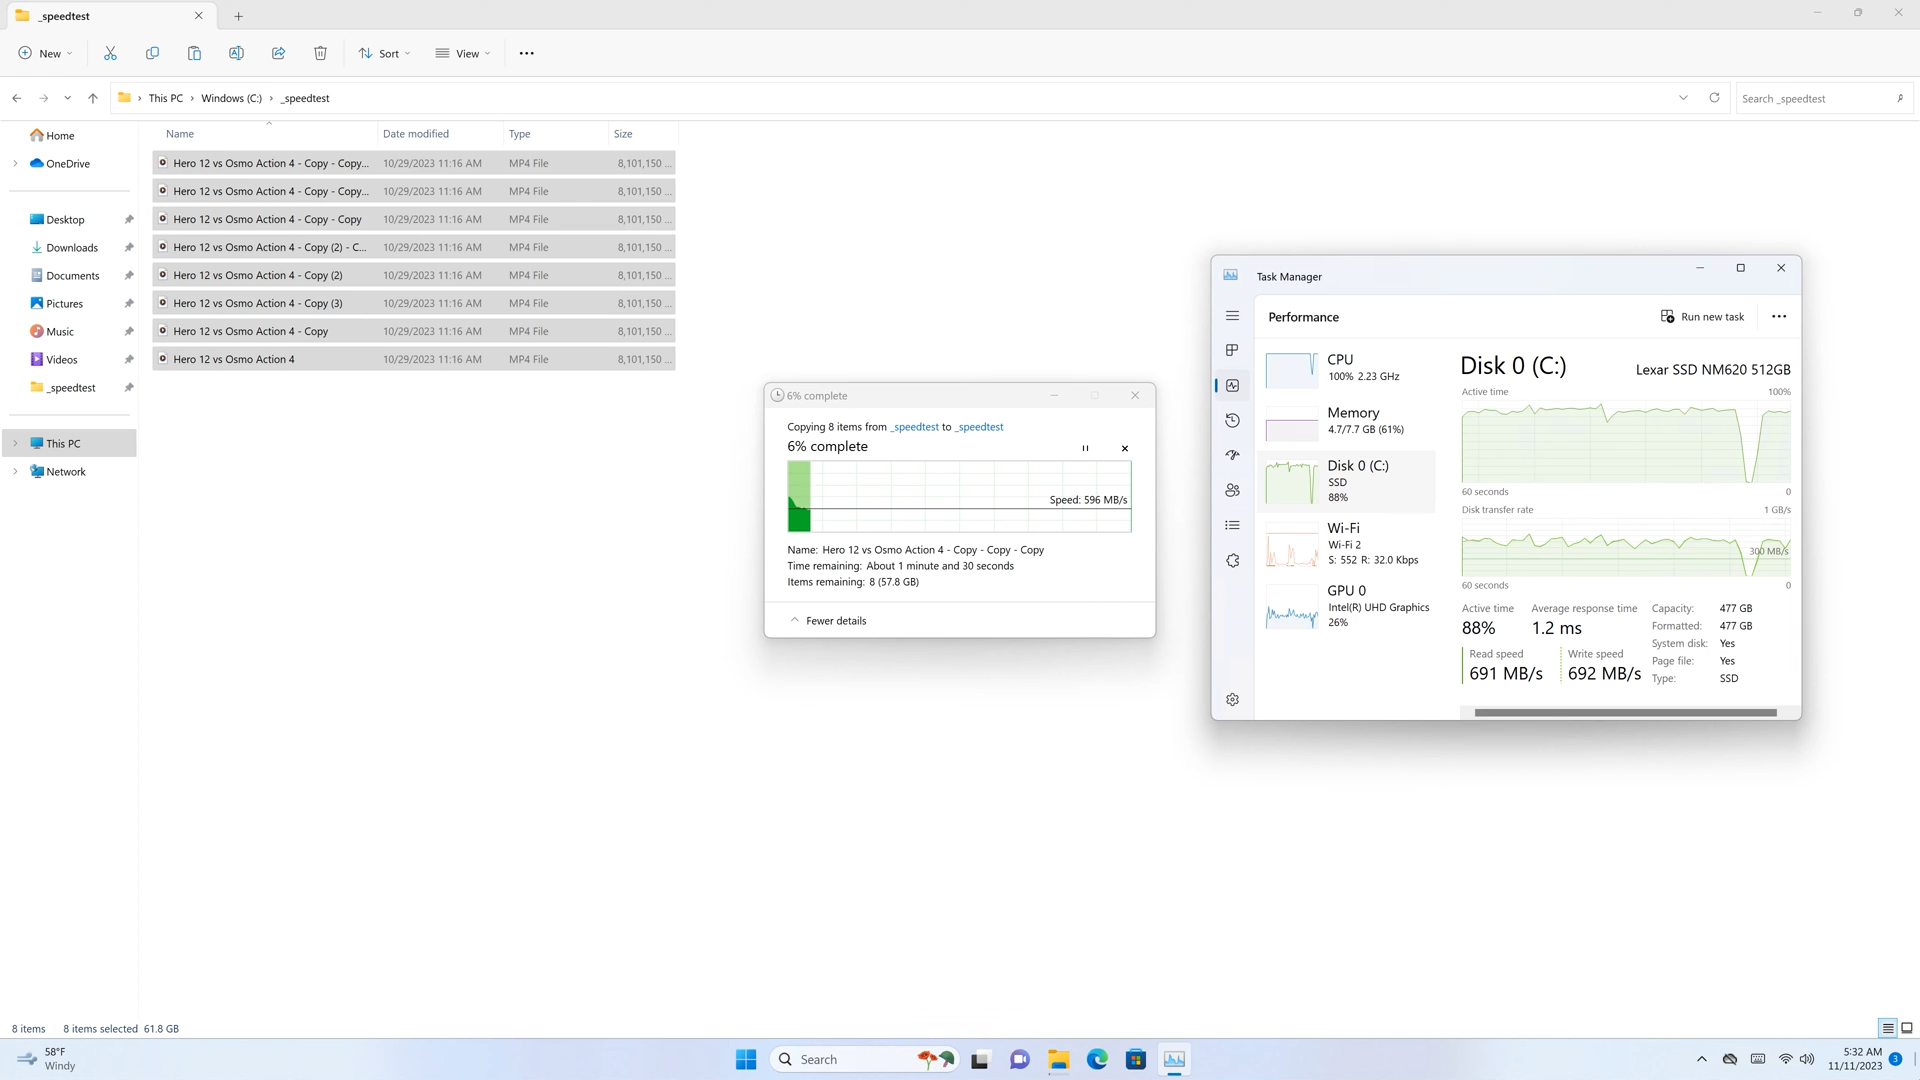 _speedtest
New
Sort
View
This PC
Windows (C:)
_speedtest
Search _speedtest
Home
OneDrive
Desktop
Downloads
Documents
Pictures
Music
Videos
_speedtest
This PC
Network
Name Date modified Type Size
Hero 12 vs Osmo Action 4 - Copy - Copy... 10/29/2023 11:16 AM MP4 File 8,101,150 ...
Hero 12 vs Osmo Action 4 - Copy - Copy... 10/29/2023 11:16 AM MP4 File 8,101,150 ...
Hero 12 vs Osmo Action 4 - Copy - Copy 10/29/2023 11:16 AM MP4 File 8,101,150 ...
Hero 12 vs Osmo Action 4 - Copy (2) - C... 10/29/2023 11:16 AM MP4 File 8,101,150 ...
Hero 12 vs Osmo Action 4 - Copy (2) 10/29/2023 11:16 AM MP4 File 8,101,150 ...
Hero 12 vs Osmo Action 4 - Copy (3) 10/29/2023 11:16 AM MP4 File 8,101,150 ...
Hero 12 vs Osmo Action 4 - Copy 10/29/2023 11:16 AM MP4 File 8,101,150 ...
Hero 12 vs Osmo Action 4 10/29/2023 11:16 AM MP4 File 8,101,150 ...
6% complete
Copying 8 items from _speedtest to _speedtest
6% complete
Speed: 596 MB/s
Name: Hero 12 vs Osmo Action 4 - Copy - Copy - Copy
Time remaining: About 1 minute and 30 seconds
Items remaining: 8 (57.8 GB)
Fewer details
Task Manager
Performance
Run new task
CPU
100% 2.23 GHz
Memory
4.7/7.7 GB (61%)
Disk 0 (C:)
SSD
88%
Wi-Fi
Wi-Fi 2
S: 552 R: 32.0 Kbps
GPU 0
Intel(R) UHD Graphics
26%
Disk 0 (C:) Lexar SSD NM620 512GB
Active time 100%
60 seconds 0
Disk transfer rate 1 GB/s
300 MB/s
60 seconds 0
Active time
88%
Average response time
1.2 ms
Read speed
691 MB/s
Write speed
692 MB/s
Capacity: 477 GB
Formatted: 477 GB
System disk: Yes
Page file: Yes
Type: SSD
8 items 8 items selected 61.8 GB
58°F
Windy
Search
5:32 AM
11/11/2023
3